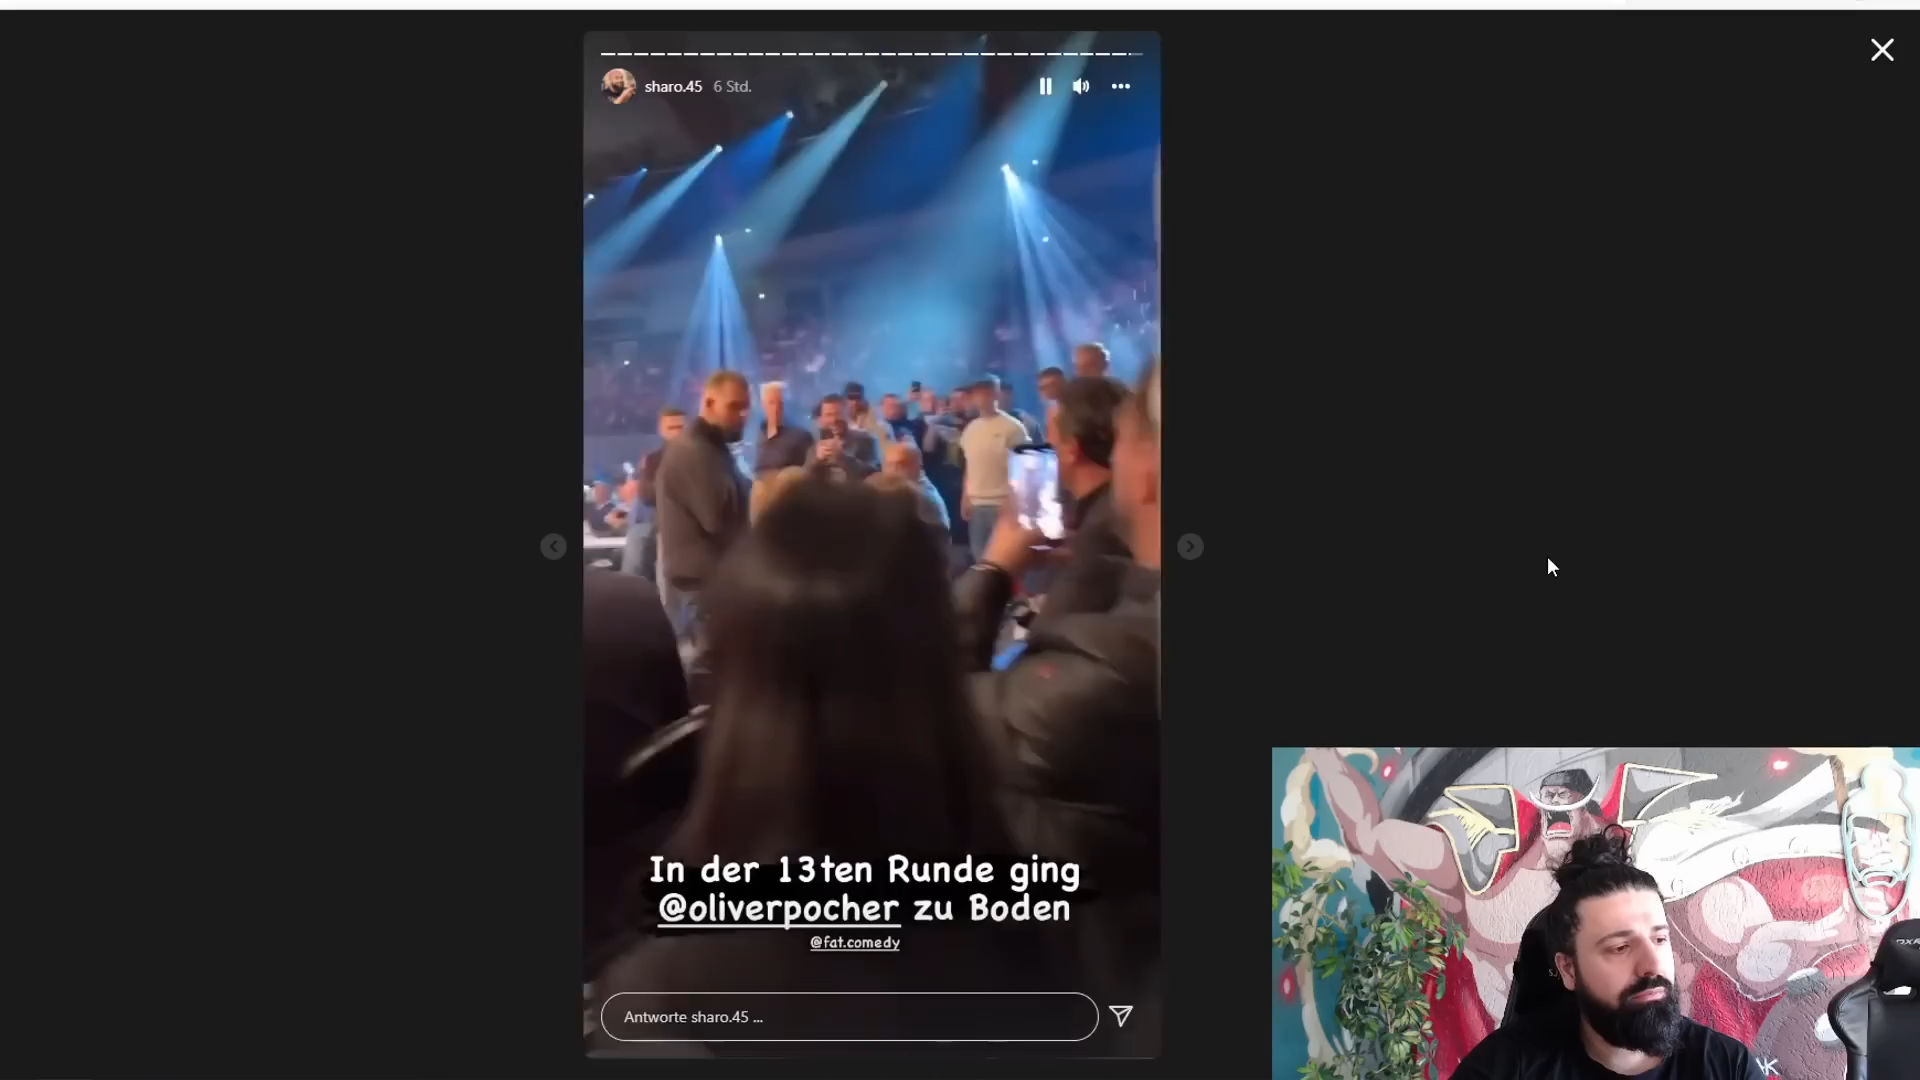 sharo.45 6 Std.
In der 13ten Runde ging
@oliverpocher zu Boden
@fat.comedy
Antworte sharo.45 ...